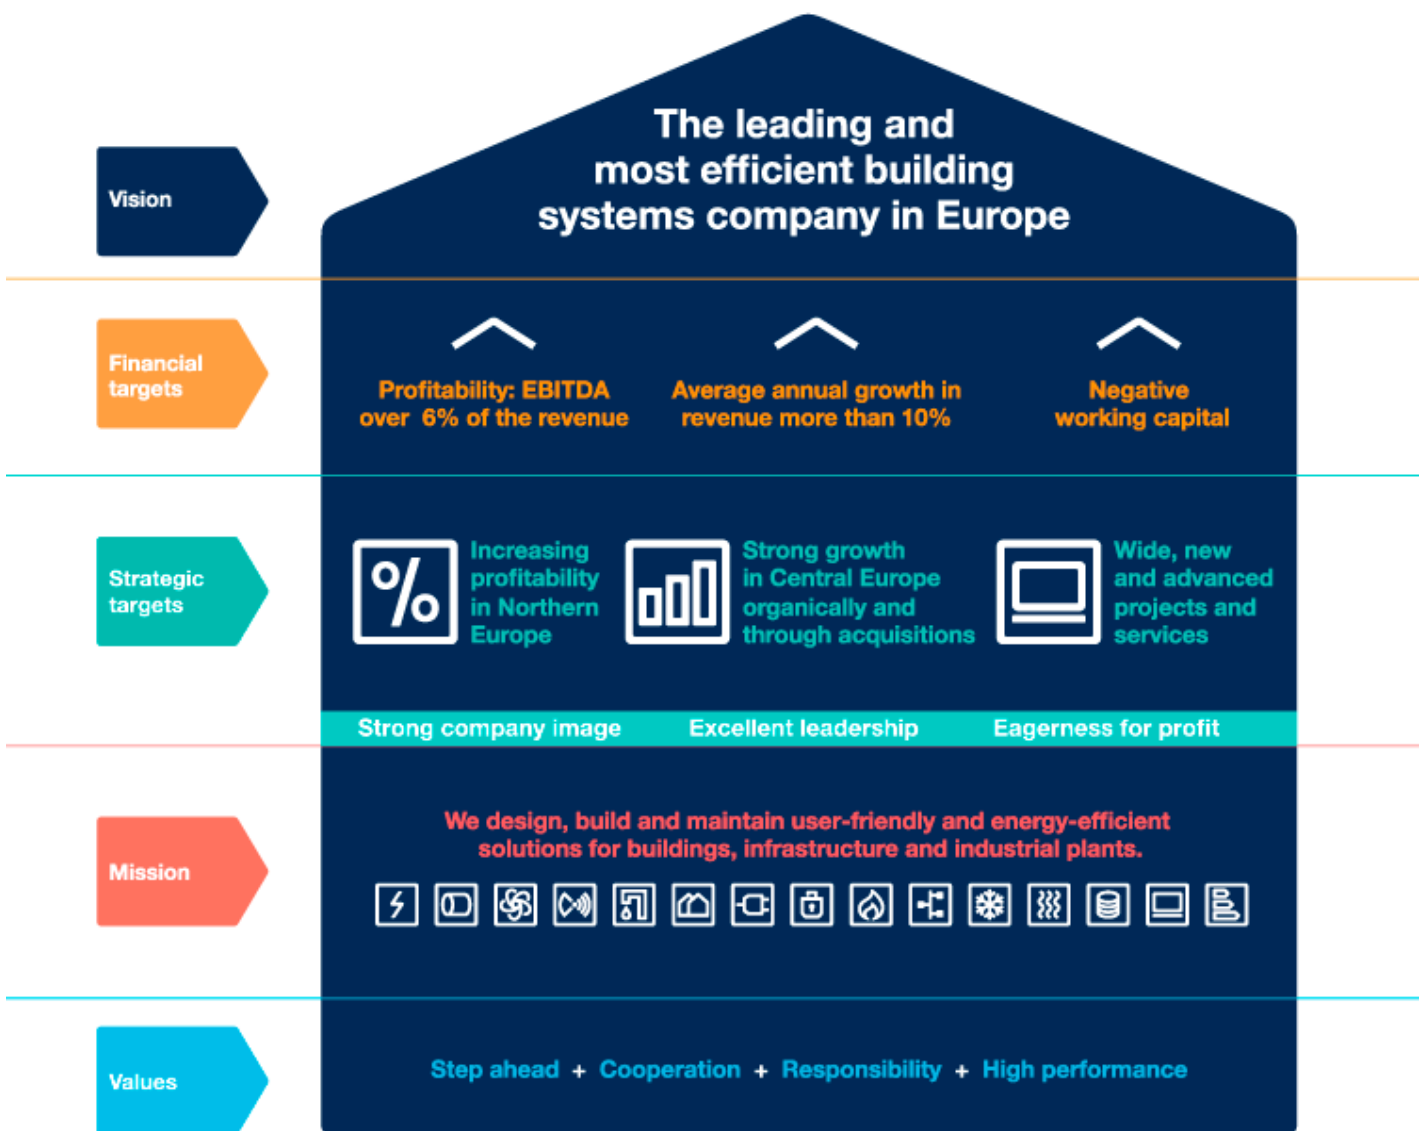 The leading and
most efficient building
systems company in Europe
Vision
Financial
targets
Profitability: EBITDA
over 6% of the revenue
Average annual growth in
revenue more than 10%
Negative
working capital
Strategic
targets
%
Increasing
profitability
in Northern
Europe
Strong growth
in Central Europe
organically and
through acquisitions
Wide, new
and advanced
projects and
services
Strong company image
Excellent leadership
Eagerness for profit
Mission
We design, build and maintain user-friendly and energy-efficient
solutions for buildings, infrastructure and industrial plants.
Values
Step ahead + Cooperation + Responsibility + High performance